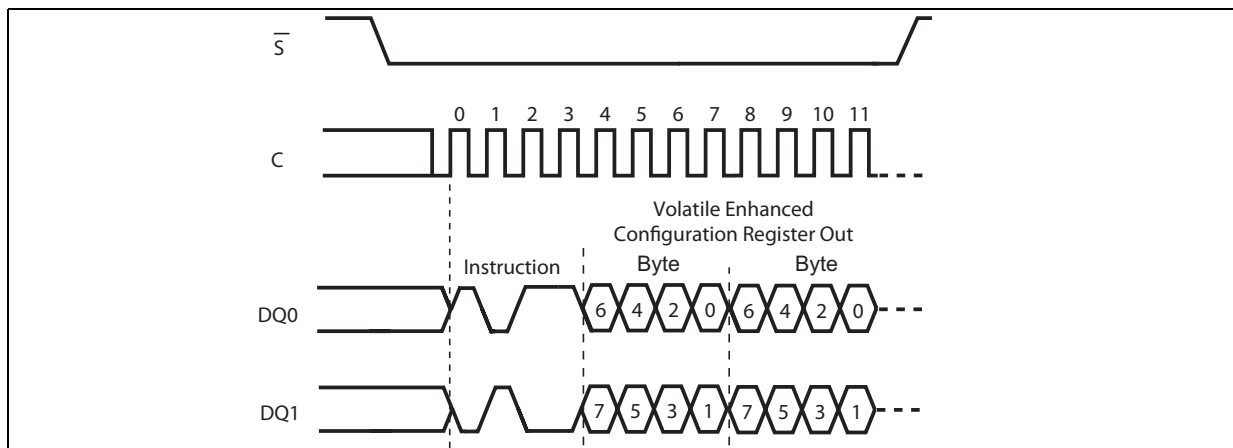 S
0 1 2 3 4 5 6 7 8 9 10 11
C
Volatile Enhanced
Configuration Register Out
Instruction Byte Byte
DQ0 6 4 2 0 6 4 2 0
DQ1 7 5 3 1 7 5 3 1